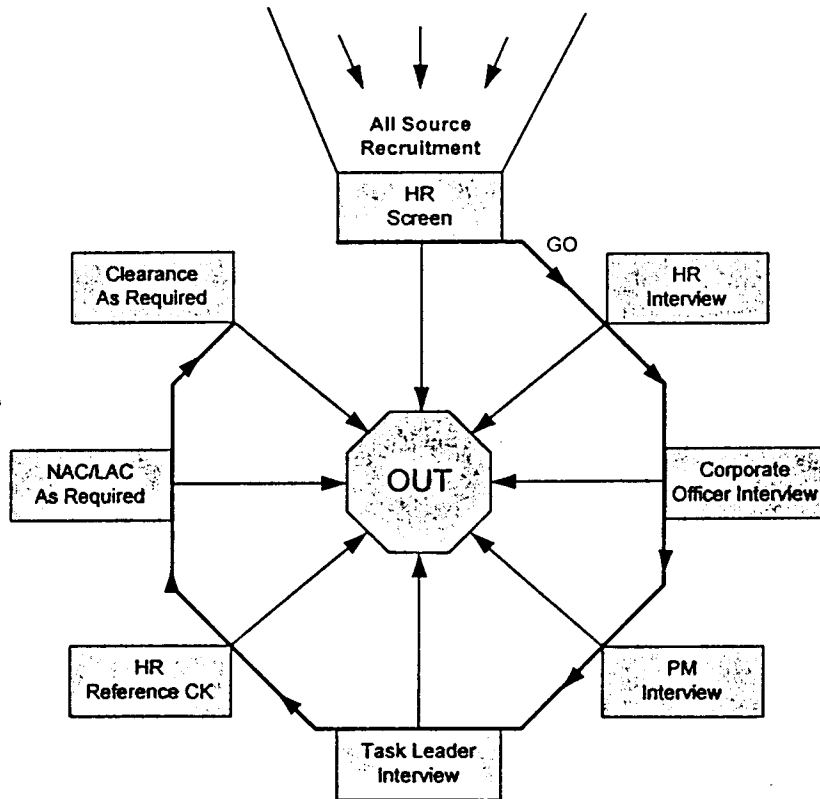 All Source
Recruitment
HR
Screen
GO
HR
Interview
Corporate
Officer Interview
PM
Interview
Task Leader
Interview
HR
Reference CK
NAC/LAC
As Required
Clearance
As Required
OUT